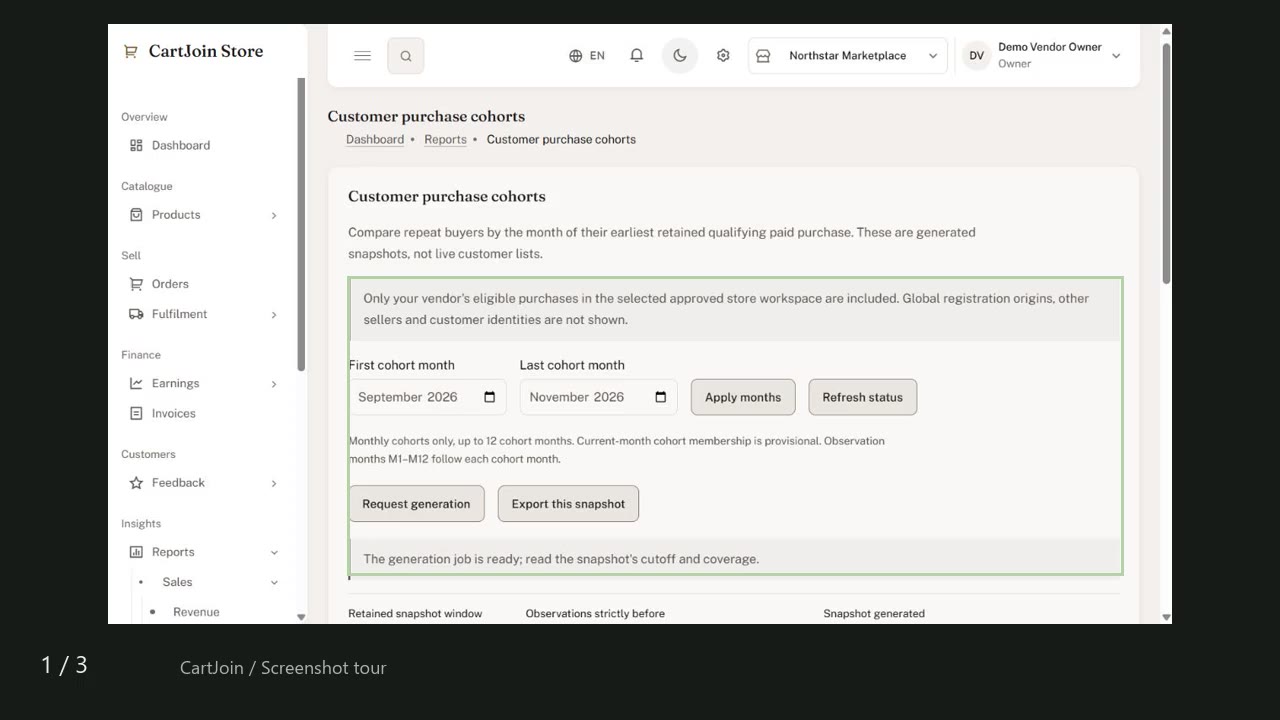 CartJoin Store
EN
Northstar Marketplace
DV
Demo Vendor Owner
Owner
Overview
Dashboard
Catalogue
Products
Sell
Orders
Fulfilment
Finance
Earnings
Invoices
Customers
Feedback
Insights
Reports
Sales
Revenue
Customer purchase cohorts
Dashboard • Reports • Customer purchase cohorts
Customer purchase cohorts
Compare repeat buyers by the month of their earliest retained qualifying paid purchase. These are generated
snapshots, not live customer lists.
Only your vendor's eligible purchases in the selected approved store workspace are included. Global registration origins, other
sellers and customer identities are not shown.
First cohort month
Last cohort month
September 2026
November 2026
Apply months
Refresh status
Monthly cohorts only, up to 12 cohort months. Current-month cohort membership is provisional. Observation
months M1–M12 follow each cohort month.
Request generation
Export this snapshot
The generation job is ready; read the snapshot's cutoff and coverage.
Retained snapshot window
Observations strictly before
Snapshot generated
1 / 3
CartJoin / Screenshot tour